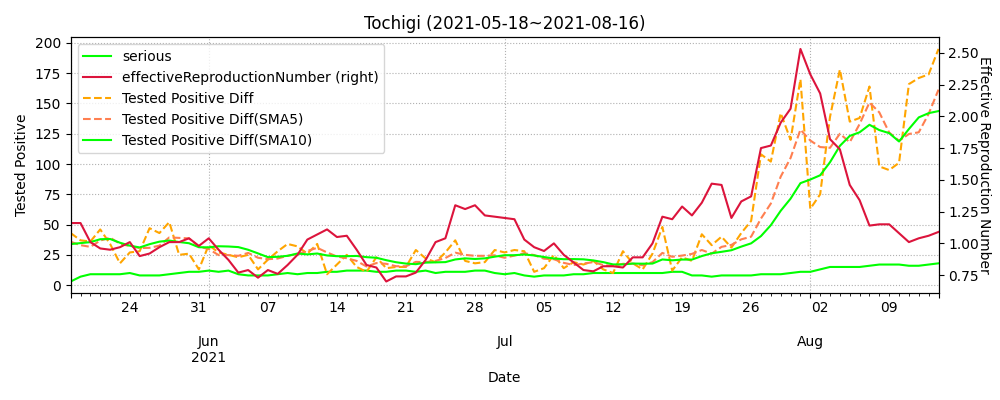 Tochigi (2021-05-18~2021-08-16)
serious
effectiveReproductionNumber (right)
Tested Positive Diff
Tested Positive Diff(SMA5)
Tested Positive Diff(SMA10)
Tested Positive
200
175
150
125
100
75
50
25
0
Effective Reproduction Number
2.50
2.25
2.00
1.75
1.50
1.25
1.00
0.75
24 31 07 14 21 28 05 12 19 26 02 09
Jun Jul Aug
2021
Date